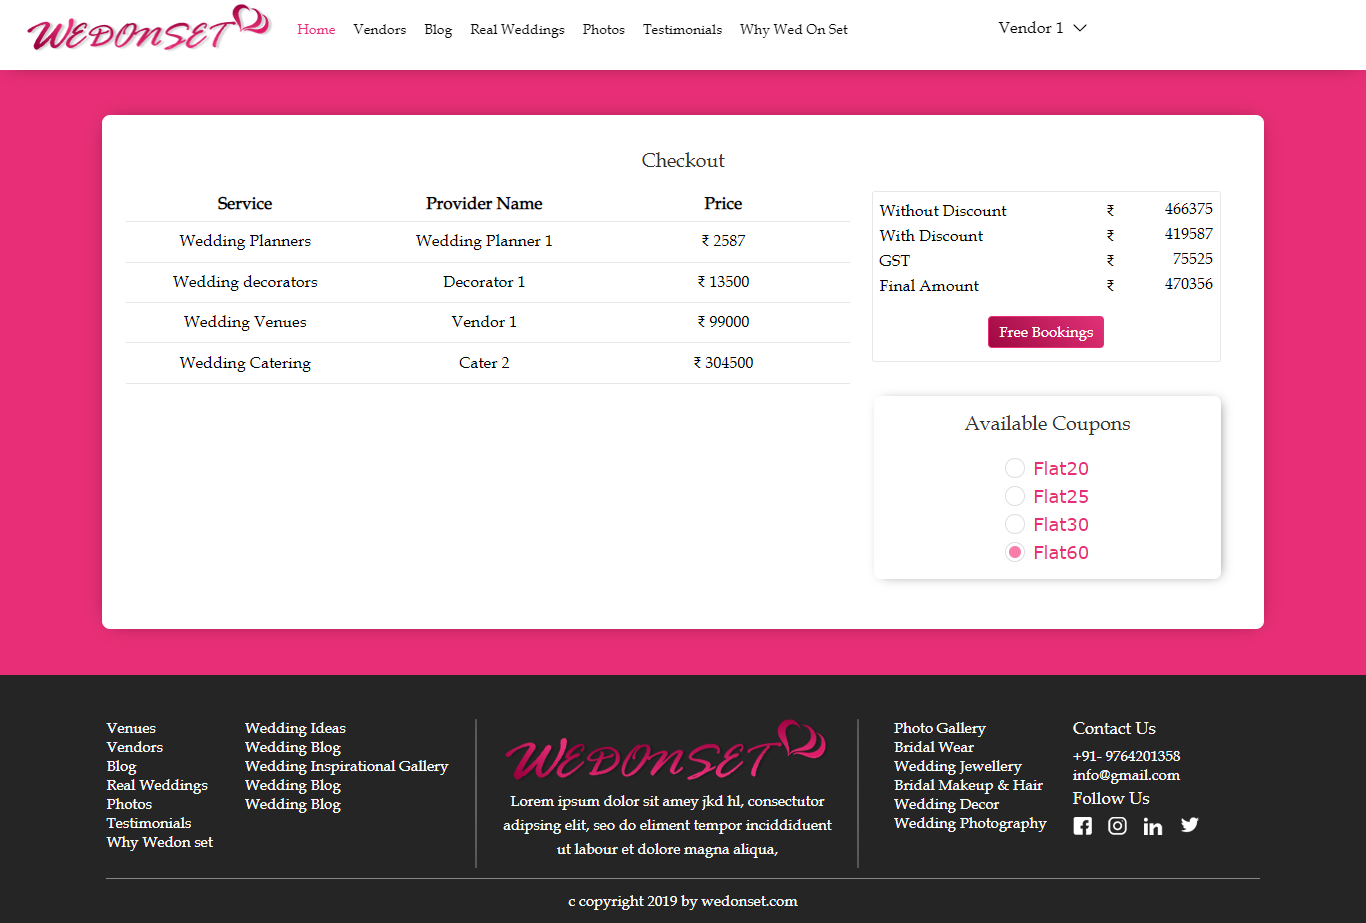 WEDONSET
Home Vendors Blog Real Weddings Photos Testimonials Why Wed On Set
Vendor 1
Checkout
Service Provider Name Price
Wedding Planners Wedding Planner 1 ₹ 2587
Wedding decorators Decorator 1 ₹ 13500
Wedding Venues Vendor 1 ₹ 99000
Wedding Catering Cater 2 ₹ 304500
Without Discount ₹ 466375
With Discount ₹ 419587
GST ₹ 75525
Final Amount ₹ 470356
Free Bookings
Available Coupons
Flat20
Flat25
Flat30
Flat60
Venues
Vendors
Blog
Real Weddings
Photos
Testimonials
Why Wedon set
Wedding Ideas
Wedding Blog
Wedding Inspirational Gallery
Wedding Blog
Wedding Blog
WEDONSET
Lorem ipsum dolor sit amey jkd hl, consectutor
adipsing elit, seo do eliment tempor inciddiduent
ut labour et dolore magna aliqua,
Photo Gallery
Bridal Wear
Wedding Jewellery
Bridal Makeup & Hair
Wedding Decor
Wedding Photography
Contact Us
+91- 9764201358
info@gmail.com
Follow Us
c copyright 2019 by wedonset.com